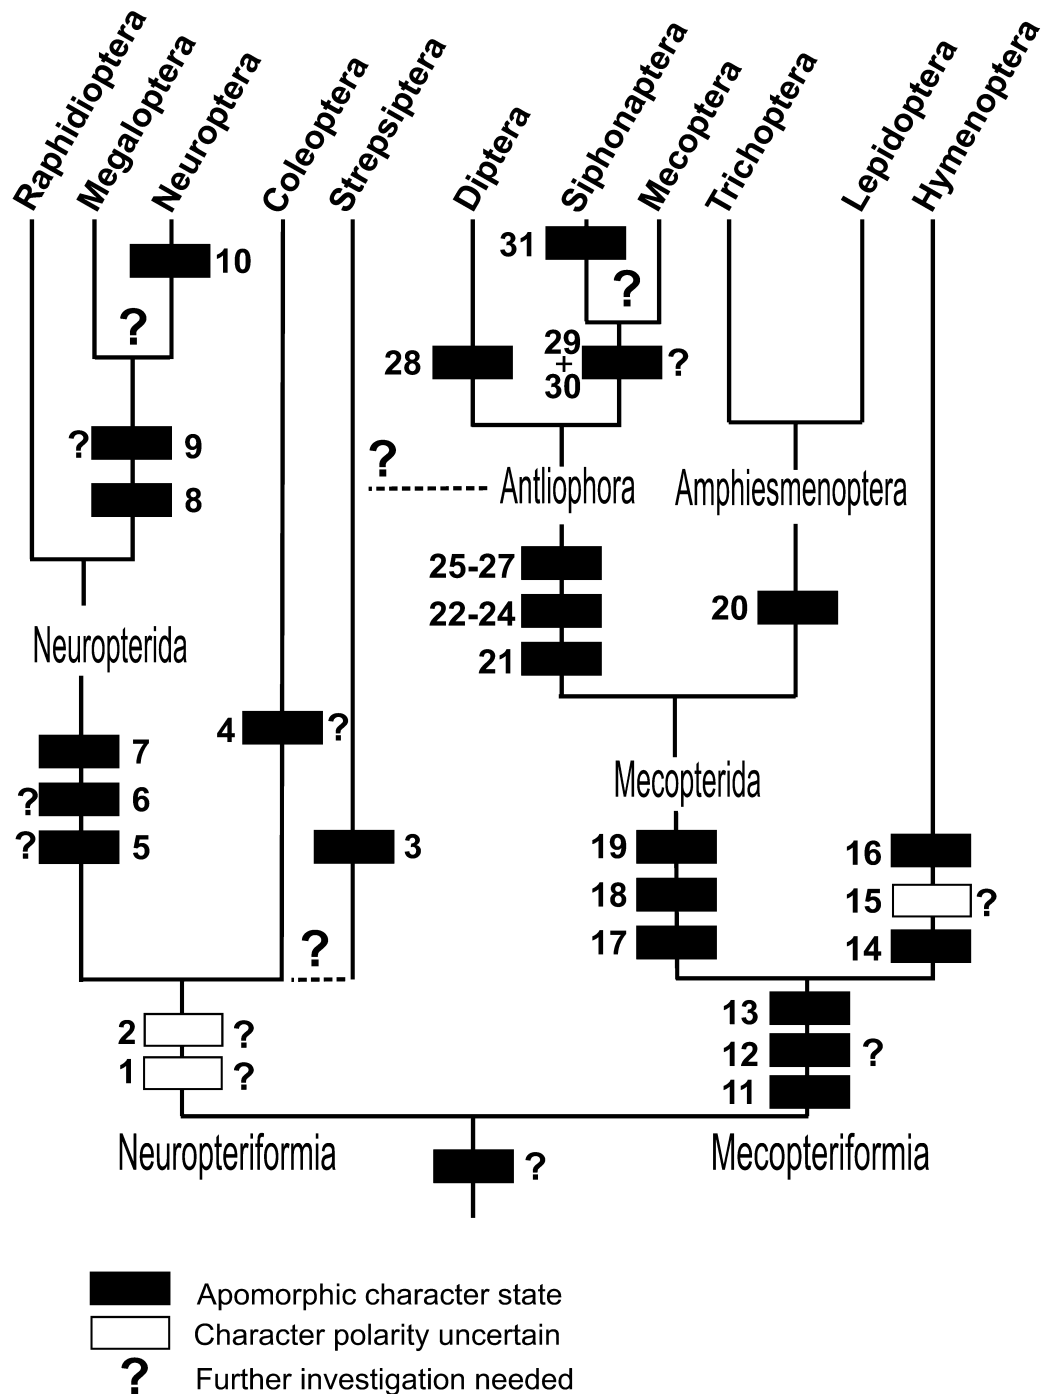 Raphidioptera
Megaloptera
Neuroptera
Coleoptera
Strepsiptera
Diptera
Siphonaptera
Mecoptera
Trichoptera
Lepidoptera
Hymenoptera
31
10
?
?
28
29
+
30
?
? 9
?
8
Antliophora
Amphiesmenoptera
25-27
22-24
20
21
Neuropterida
4 ?
7
Mecopterida
? 6
? 5
3
19
16
18
15 ?
17
14
?
13
2 ?
12 ?
1 ?
11
Neuropteriformia
Mecopteriformia
?
Apomorphic character state
Character polarity uncertain
? Further investigation needed